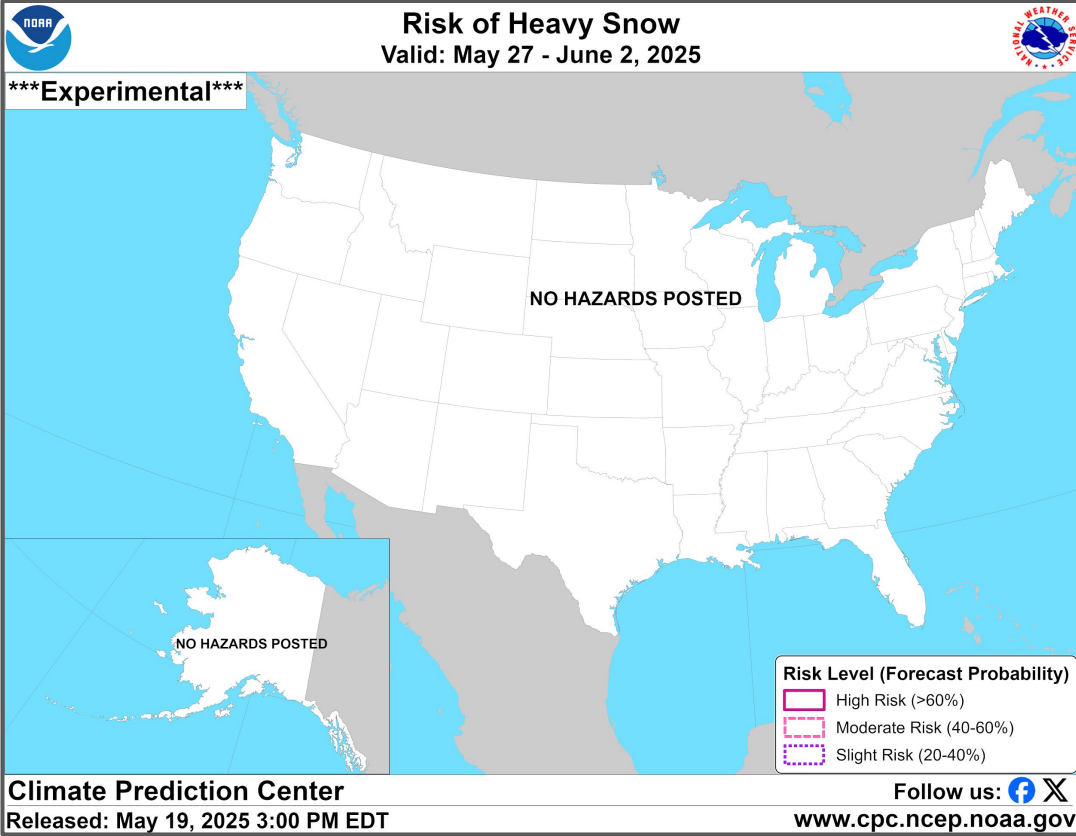 NOAA
Risk of Heavy Snow
Valid: May 27 - June 2, 2025
NATIONAL WEATHER SERVICE
***Experimental***
NO HAZARDS POSTED
NO HAZARDS POSTED
Risk Level (Forecast Probability)
High Risk (>60%)
Moderate Risk (40-60%)
Slight Risk (20-40%)
Climate Prediction Center
Follow us:
Released: May 19, 2025 3:00 PM EDT
www.cpc.ncep.noaa.gov